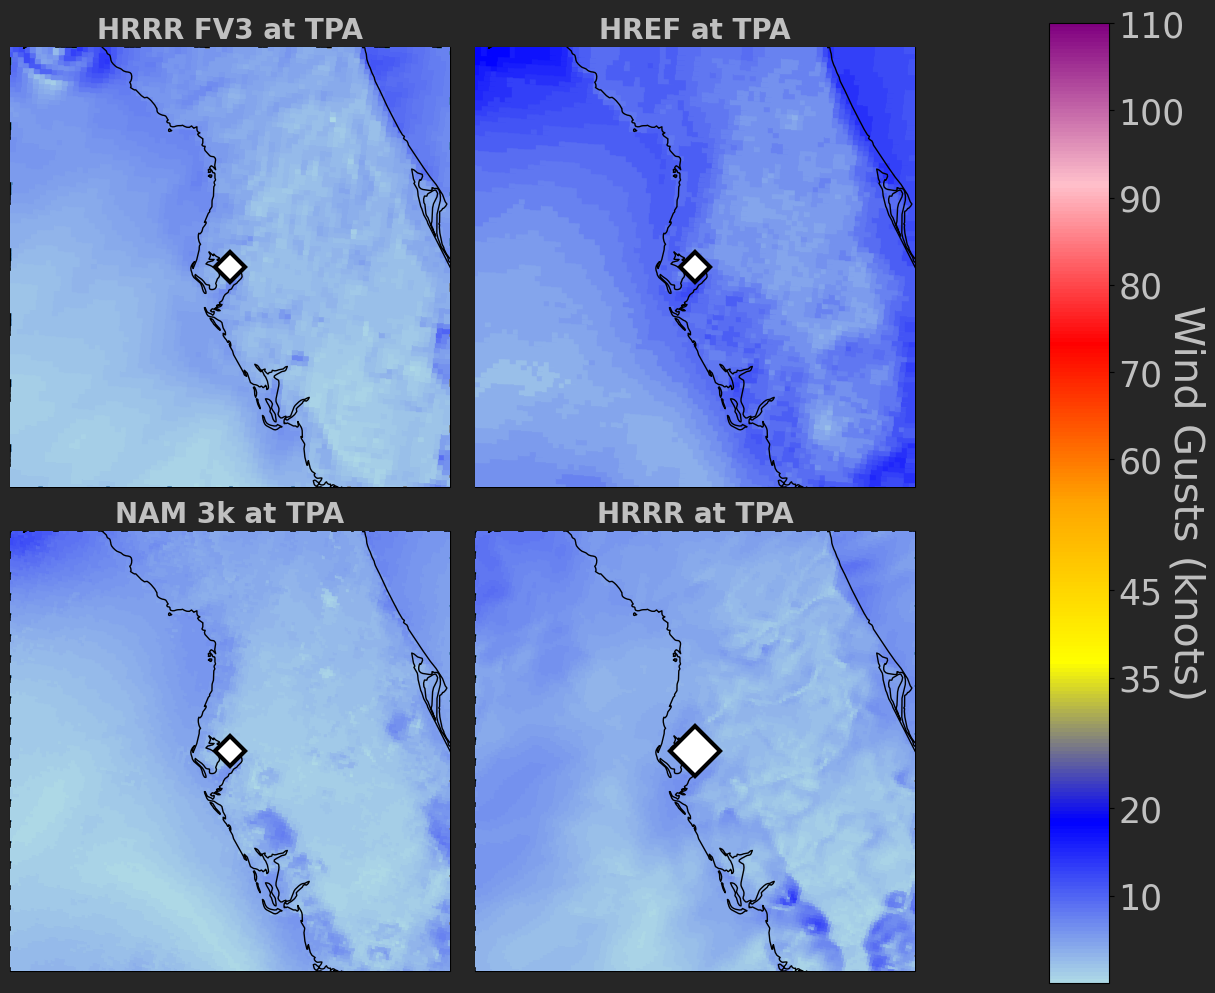 HRRR FV3 at TPA
HREF at TPA
NAM 3k at TPA
HRRR at TPA
110
100
90
80
70
60
45
35
20
10
Wind Gusts (knots)